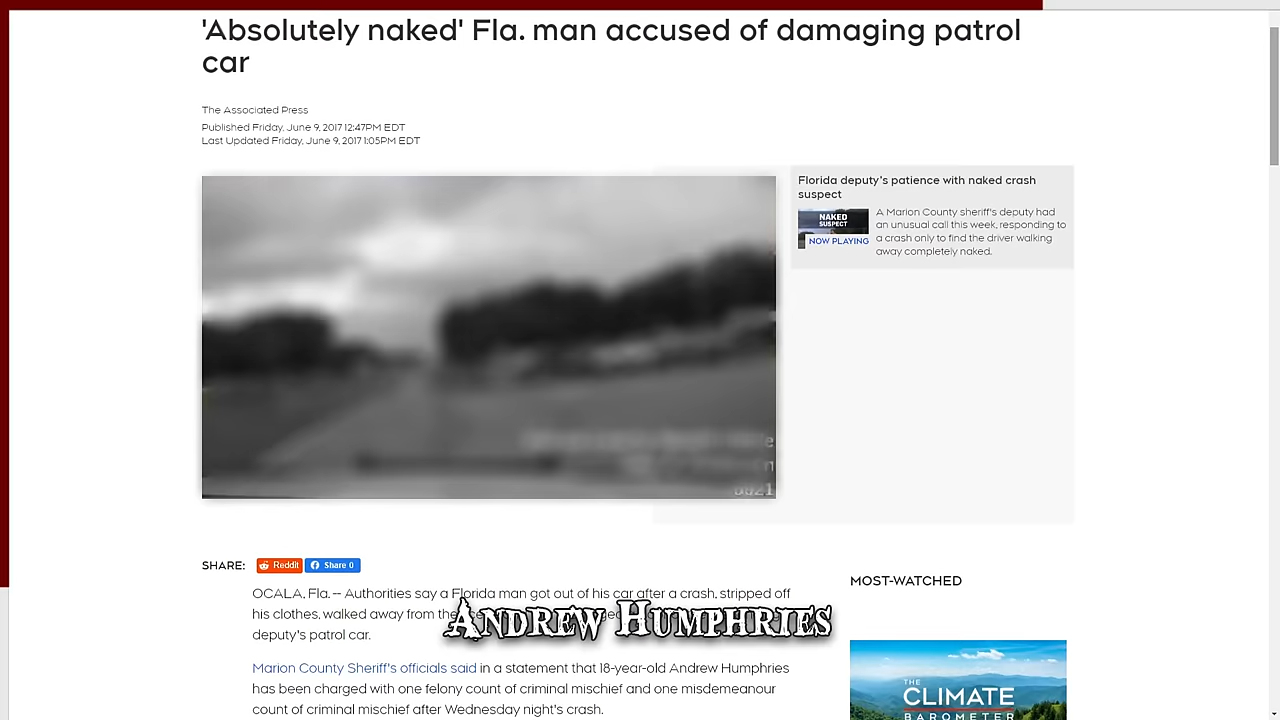 'Absolutely naked' Fla. man accused of damaging patrol
car
The Associated Press
Published Friday, June 9, 2017 12:47PM EDT
Last Updated Friday, June 9, 2017 1:05PM EDT
Florida deputy's patience with naked crash
suspect
NAKED
SUSPECT
NOW PLAYING
A Marion County sheriff's deputy had
an unusual call this week, responding to
a crash only to find the driver walking
away completely naked.
SHARE:
Reddit
Share 0
OCALA, Fla. -- Authorities say a Florida man got out of his car after a crash, stripped off
his clothes, walked away from the
deputy's patrol car.
ANDREW HUMPHRIES
Marion County Sheriff's officials said in a statement that 18-year-old Andrew Humphries
has been charged with one felony count of criminal mischief and one misdemeanour
count of criminal mischief after Wednesday night's crash.
MOST-WATCHED
THE
CLIMATE
BAROMETER